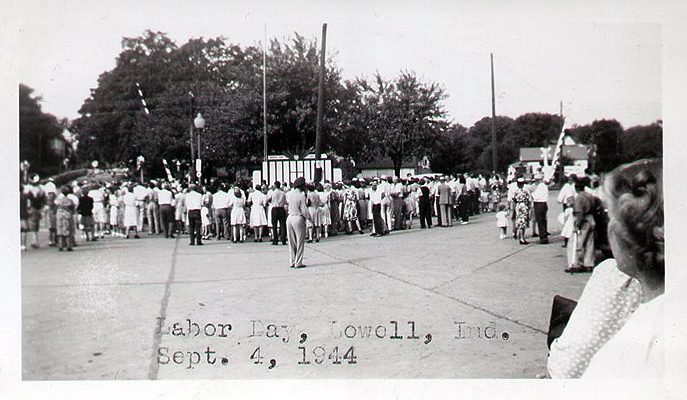 Labor Day, Lowell, Ind.
Sept. 4, 1944